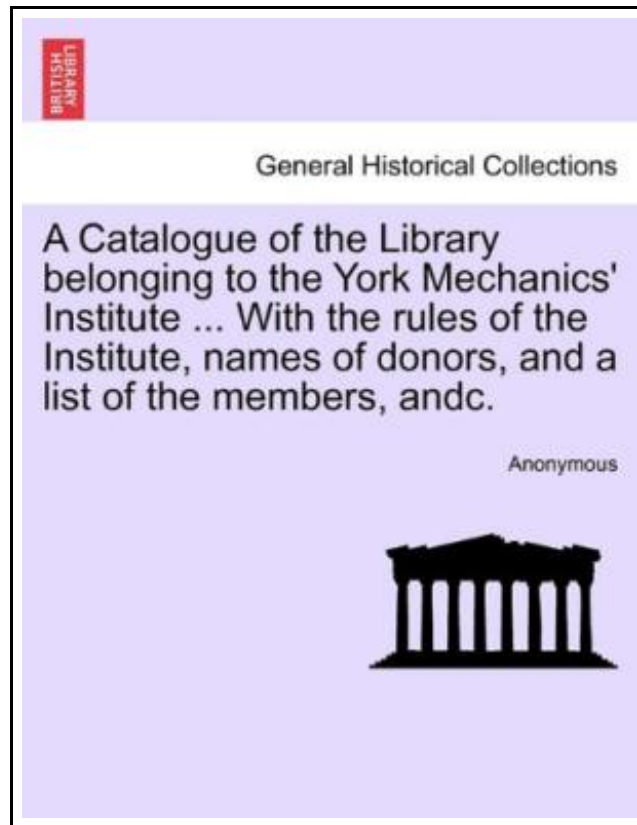 BRITISH
LIBRARY
General Historical Collections
A Catalogue of the Library
belonging to the York Mechanics'
Institute ... With the rules of the
Institute, names of donors, and a
list of the members, andc.
Anonymous